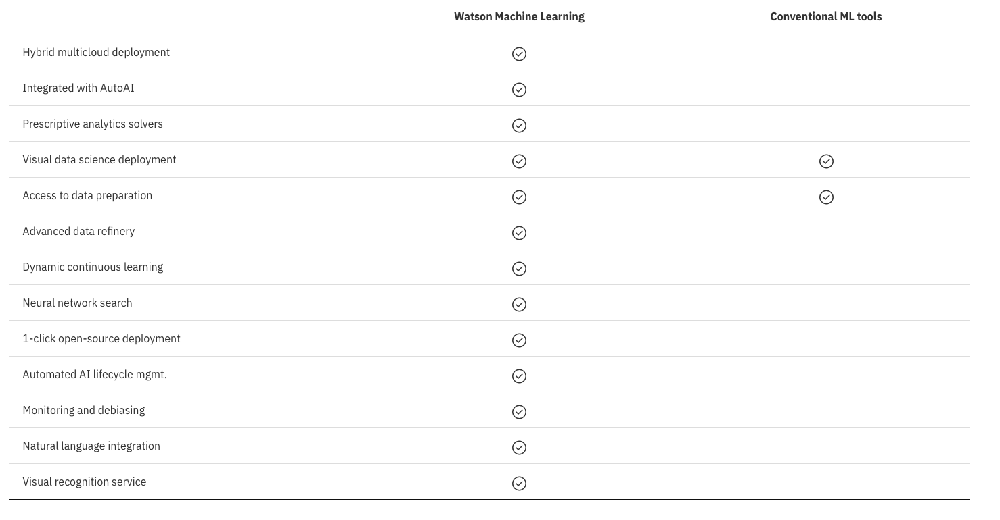 Watson Machine Learning Conventional ML tools
Hybrid multicloud deployment
Integrated with AutoAI
Prescriptive analytics solvers
Visual data science deployment
Access to data preparation
Advanced data refinery
Dynamic continuous learning
Neural network search
1-click open-source deployment
Automated AI lifecycle mgmt.
Monitoring and debiasing
Natural language integration
Visual recognition service